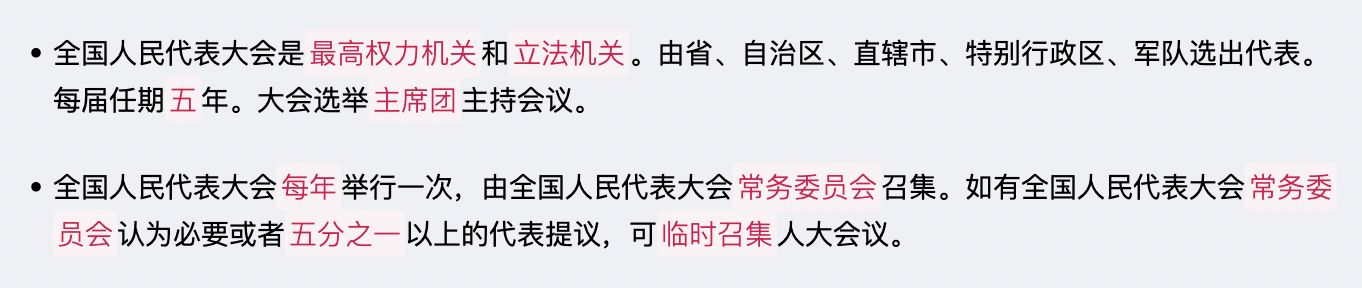 • 全国人民代表大会是最高权力机关和立法机关。由省、自治区、直辖市、特别行政区、军队选出代表。
每届任期五年。大会选举主席团主持会议。
• 全国人民代表大会每年举行一次，由全国人民代表大会常务委员会召集。如有全国人民代表大会常务委
员会认为必要或者五分之一以上的代表提议，可临时召集人大会议。